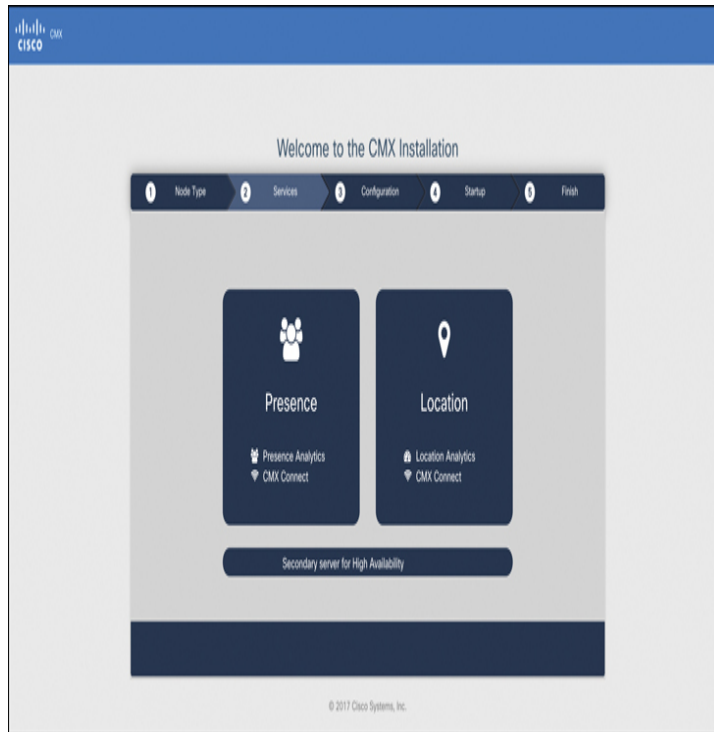 CISCO CMX
Welcome to the CMX Installation
1 Node Type 2 Services 3 Configuration 4 Startup 5 Finish
Presence
Presence Analytics
CMX Connect
Location
Location Analytics
CMX Connect
Secondary server for High Availability
© 2017 Cisco Systems, Inc.